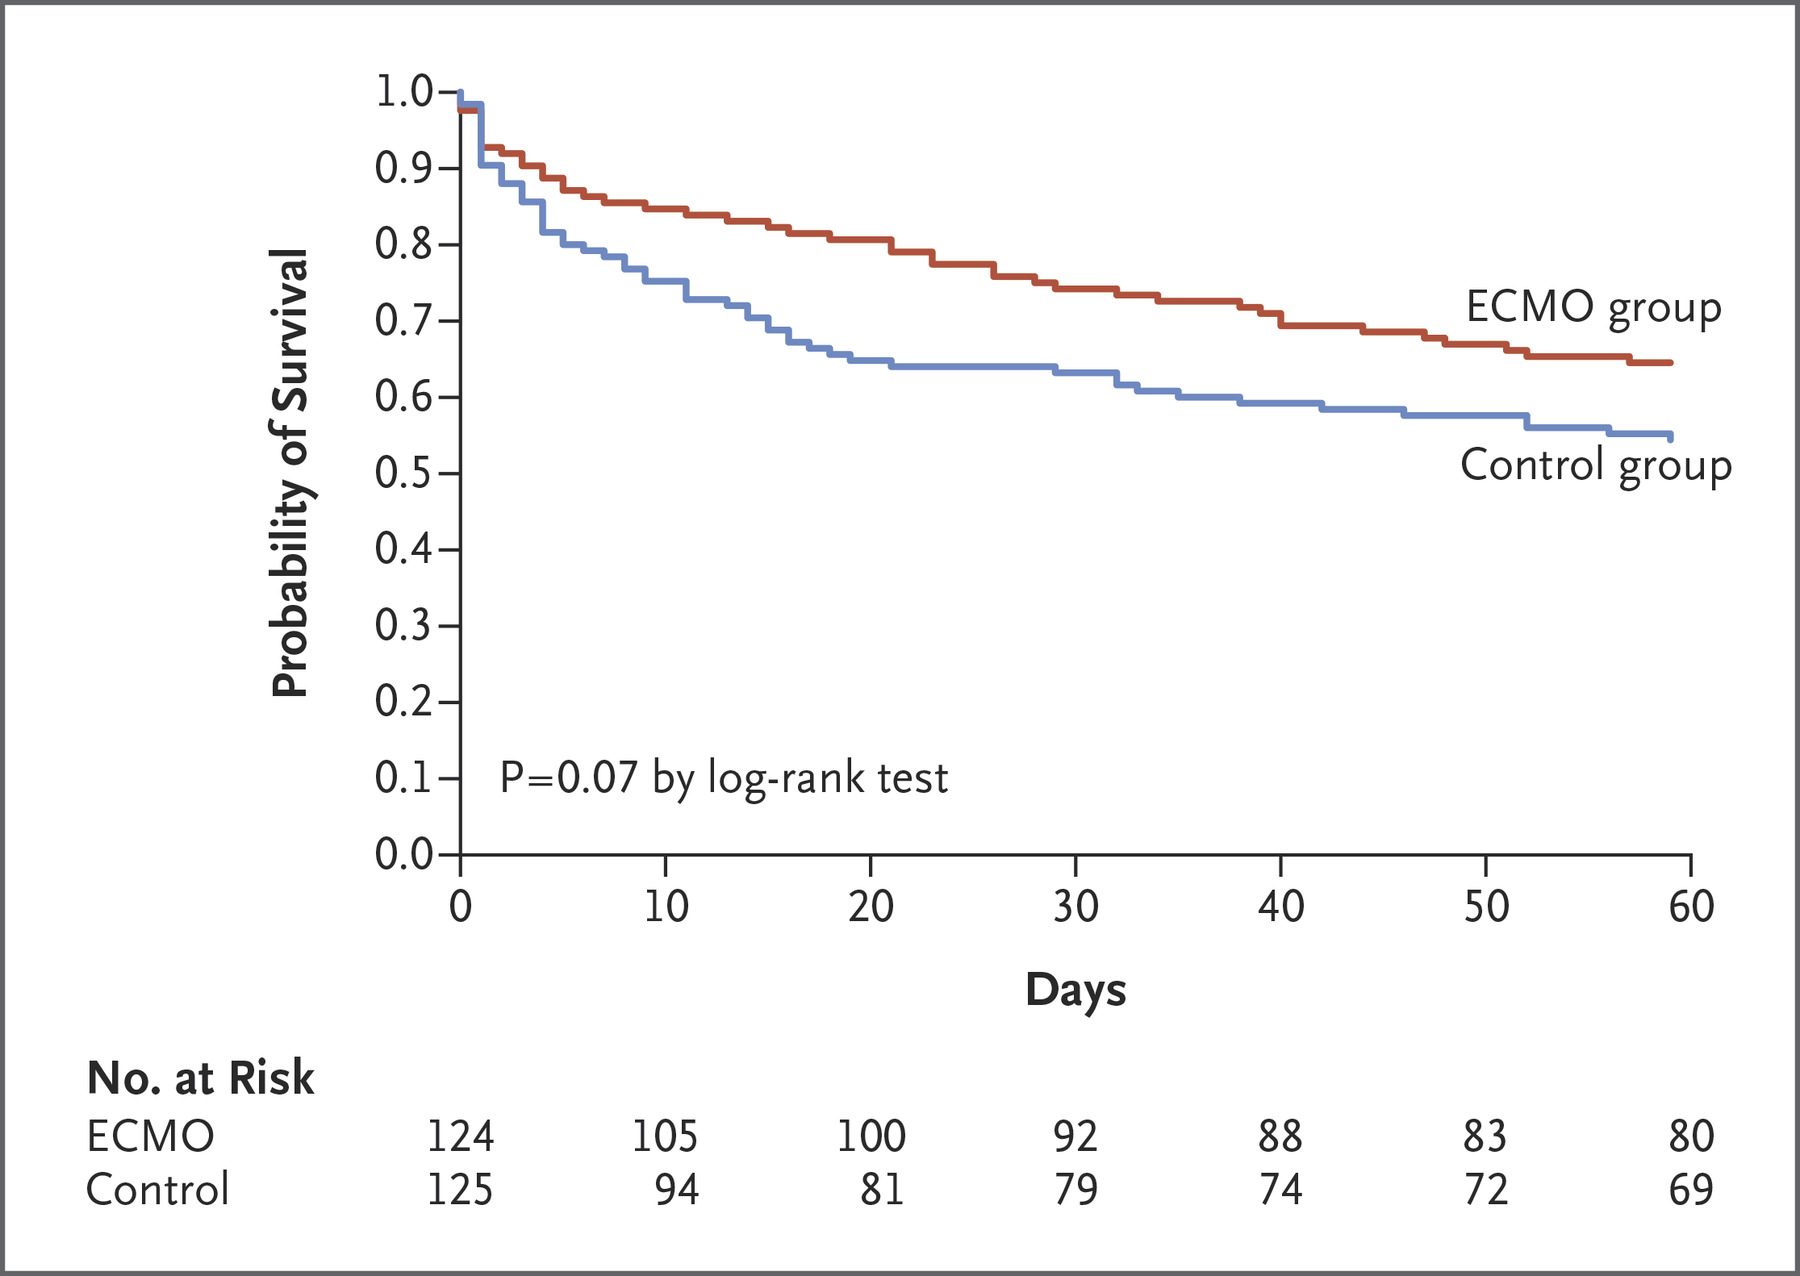 Probability of Survival
1.0
0.9
0.8
0.7
0.6
0.5
0.4
0.3
0.2
0.1
0.0
ECMO group
Control group
P=0.07 by log-rank test
0 10 20 30 40 50 60
Days
No. at Risk
ECMO 124 105 100 92 88 83 80
Control 125 94 81 79 74 72 69